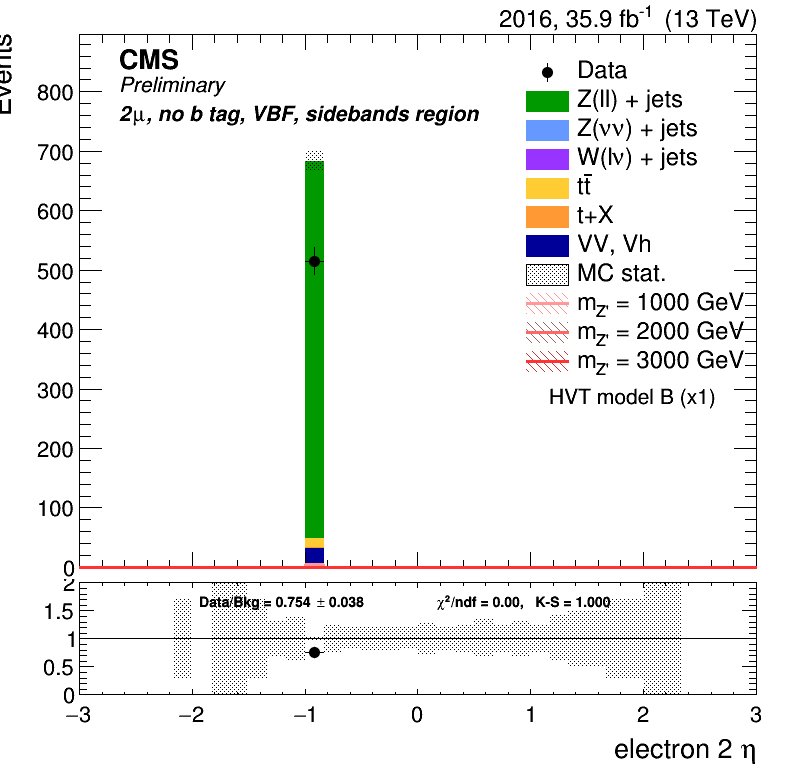 2016, 35.9 fb⁻¹ (13 TeV)
Events
CMS
Preliminary
2μ, no b tag, VBF, sidebands region
Data
Z(ll) + jets
Z(νν) + jets
W(lν) + jets
tt̄
t+X
VV, Vh
MC stat.
m_Z' = 1000 GeV
m_Z' = 2000 GeV
m_Z' = 3000 GeV
HVT model B (x1)
800
700
600
500
400
300
200
100
0
Data/Bkg = 0.754 ± 0.038
χ²/ndf = 0.00, K-S = 1.000
2
1.5
1
0.5
0
−3 −2 −1 0 1 2 3
electron 2 η